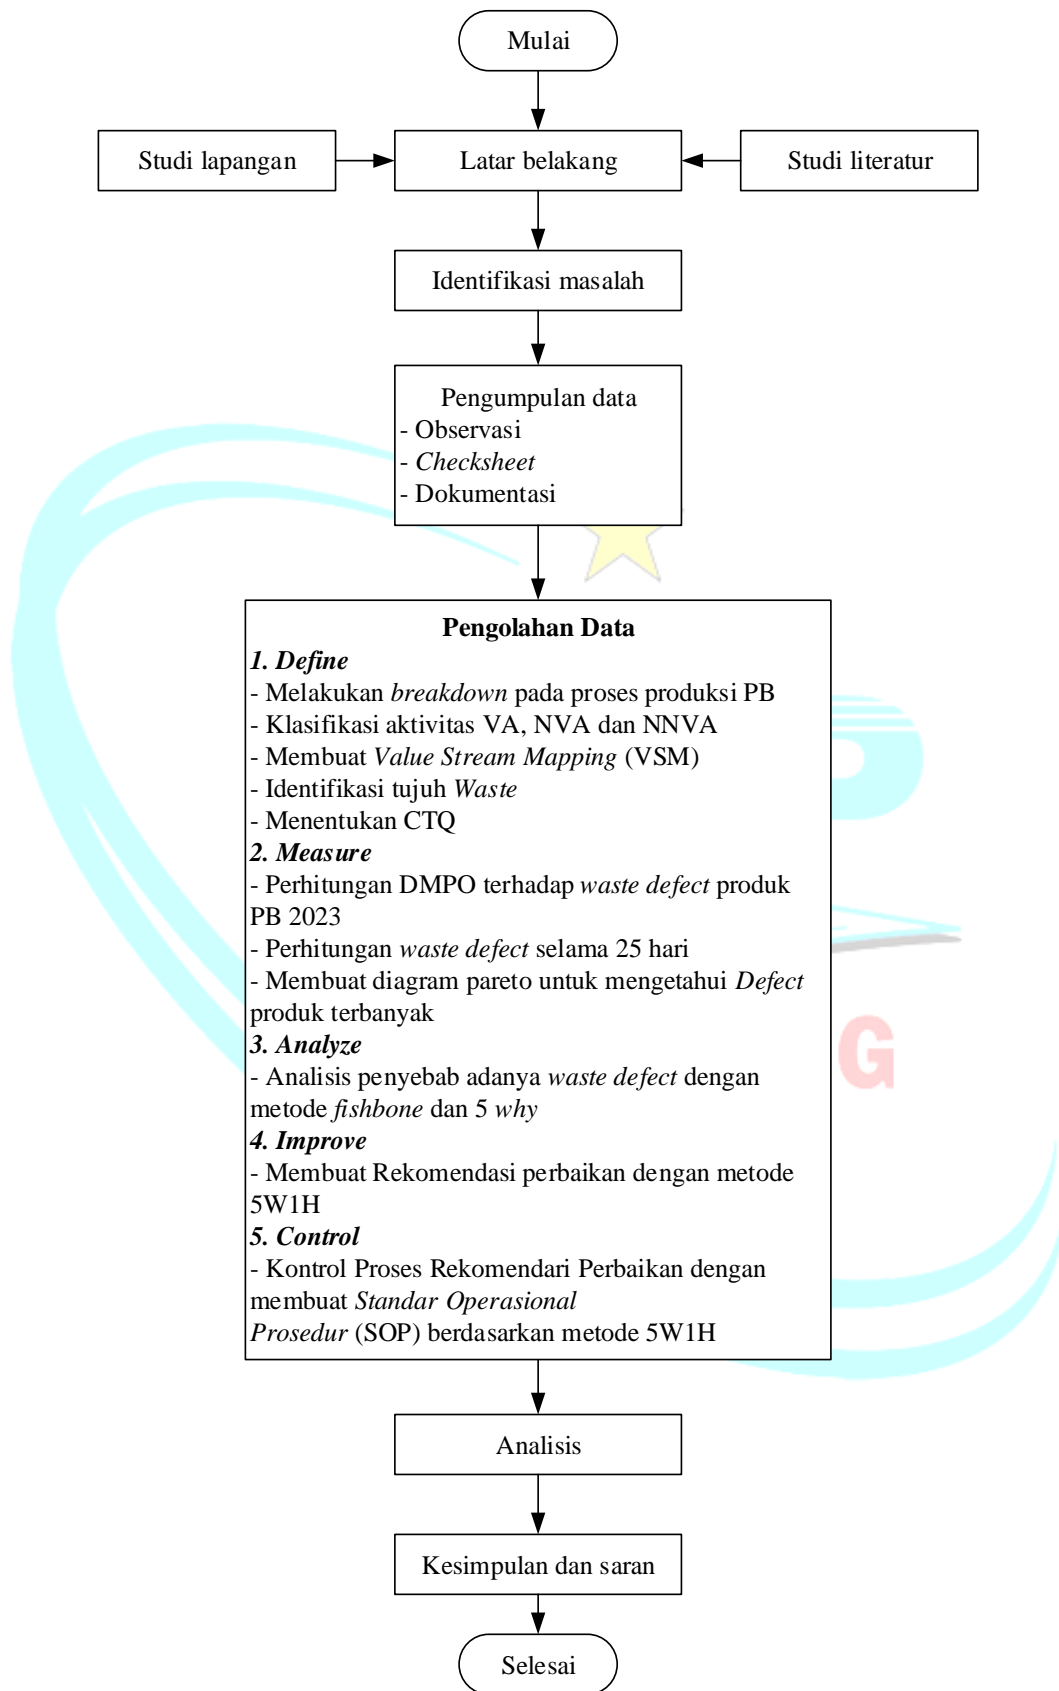 Mulai
Studi lapangan
Latar belakang
Studi literatur
Identifikasi masalah
Pengumpulan data
- Observasi
- Checksheet
- Dokumentasi
Pengolahan Data
1. Define
- Melakukan breakdown pada proses produksi PB
- Klasifikasi aktivitas VA, NVA dan NNVA
- Membuat Value Stream Mapping (VSM)
- Identifikasi tujuh Waste
- Menentukan CTQ
2. Measure
- Perhitungan DMPO terhadap waste defect produk
PB 2023
- Perhitungan waste defect selama 25 hari
- Membuat diagram pareto untuk mengetahui Defect
produk terbanyak
3. Analyze
- Analisis penyebab adanya waste defect dengan
metode fishbone dan 5 why
4. Improve
- Membuat Rekomendasi perbaikan dengan metode
5W1H
5. Control
- Kontrol Proses Rekomendari Perbaikan dengan
membuat Standar Operasional
Prosedur (SOP) berdasarkan metode 5W1H
G
Analisis
Kesimpulan dan saran
Selesai